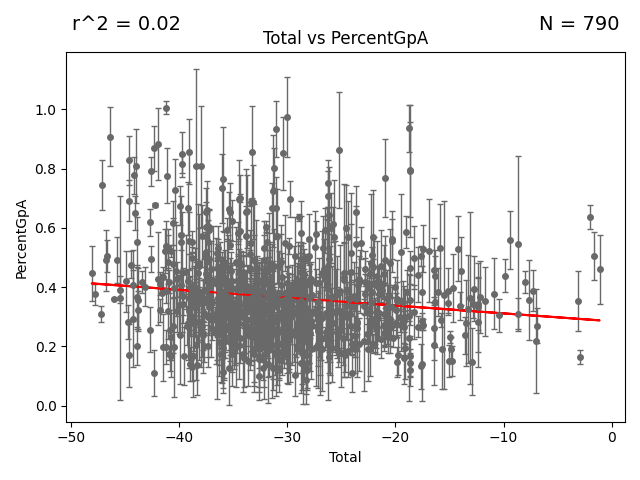 r^2 = 0.02
N = 790
Total vs PercentGpA
PercentGpA
1.0
0.8
0.6
0.4
0.2
0.0
−50
−40
−30
−20
−10
0
Total